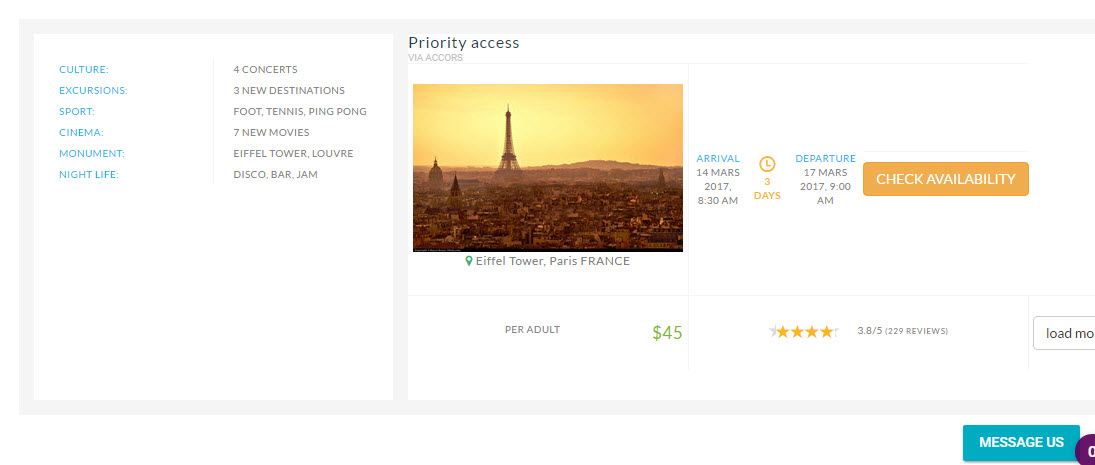 CULTURE: 4 CONCERTS
EXCURSIONS: 3 NEW DESTINATIONS
SPORT: FOOT, TENNIS, PING PONG
CINEMA: 7 NEW MOVIES
MONUMENT: EIFFEL TOWER, LOUVRE
NIGHT LIFE: DISCO, BAR, JAM
Priority access
VIA ACCORS
Eiffel Tower, Paris FRANCE
ARRIVAL
14 MARS
2017,
8:30 AM
3
DAYS
DEPARTURE
17 MARS
2017, 9:00
AM
CHECK AVAILABILITY
PER ADULT $45
3.8/5 (229 REVIEWS)
load mo
MESSAGE US